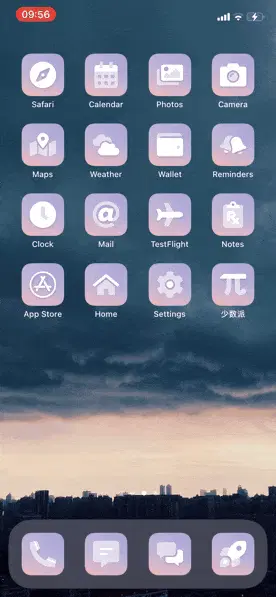 09:56
Safari Calendar Photos Camera
Maps Weather Wallet Reminders
Clock Mail TestFlight Notes
App Store Home Settings 少数派